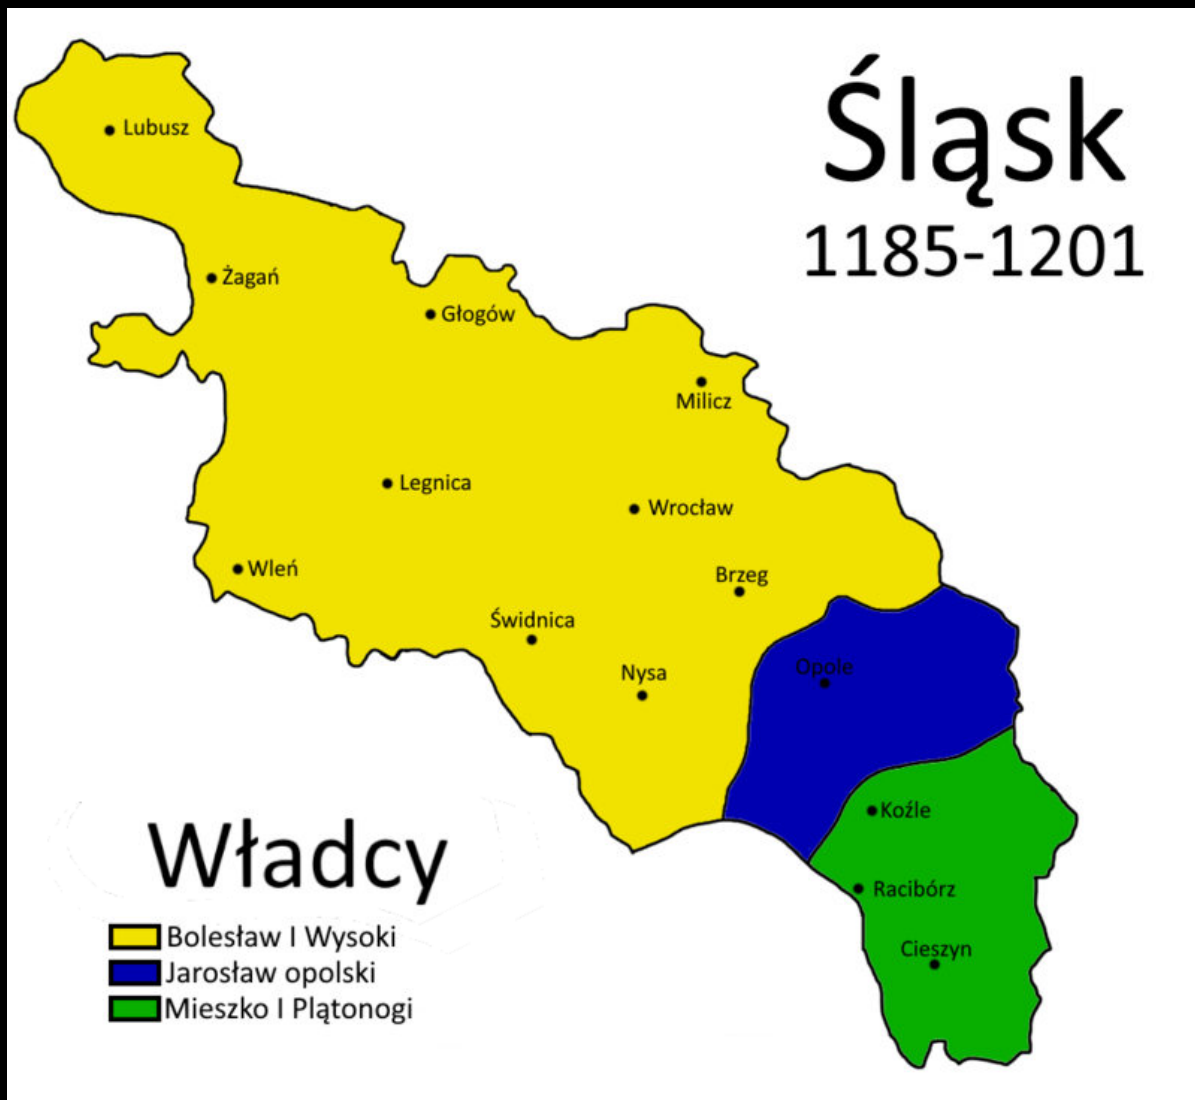 Śląsk
1185-1201
Lubusz
Żagań
Głogów
Milicz
Legnica
Wrocław
Wleń
Brzeg
Świdnica
Nysa
Opole
Koźle
Racibórz
Cieszyn
Władcy
Bolesław I Wysoki
Jarosław opolski
Mieszko I Plątonogi